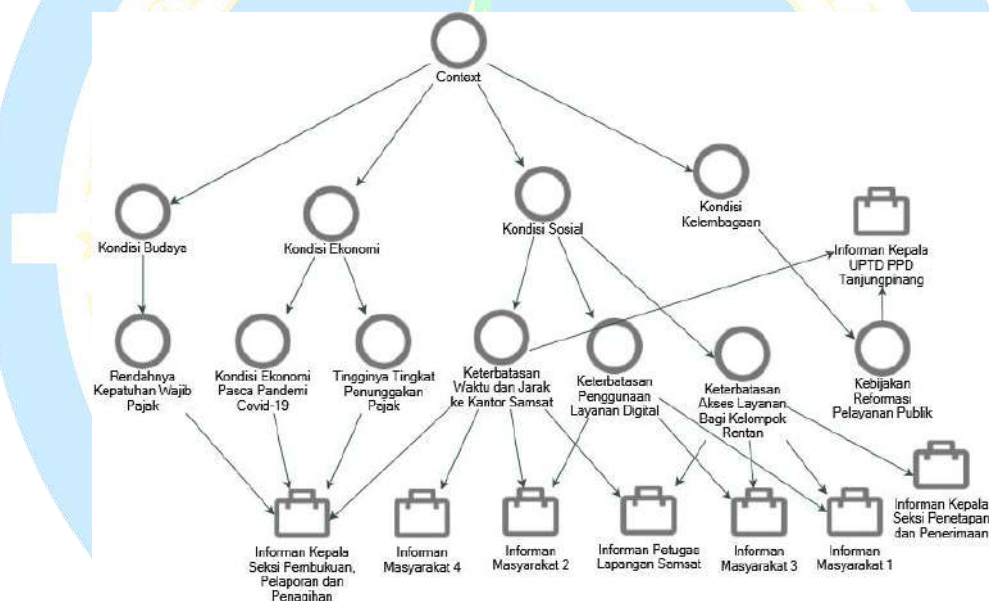 Context
Kondisi Budaya
Kondisi Ekonomi
Kondisi Sosial
Kondisi
Kelembagaan
Informan Kepala
UPTD PPD
Tanjungpinang
Rendahnya
Kepatuhan Wajib
Pajak
Kondisi Ekonomi
Pasca Pandemi
Covid-19
Tingginya Tingkat
Penunggakan
Pajak
Keterbatasan
Waktu dan Jarak
ke Kantor Samsat
Keterbatasan
Penggunaan
Layanan Digital
Keterbatasan
Akses Layanan
Bagi Kelompok
Rentan
Kebijakan
Reformasi
Pelayanan Publik
Informan Kepala
Seksi Pembukuan,
Pelaporan dan
Penagihan
Informan
Masyarakat 4
Informan
Masyarakat 2
Informan Petugas
Lapangan Samsat
Informan
Masyarakat 3
Informan
Masyarakat 1
Informan Kepala
Seksi Penetapan
dan Penerimaan